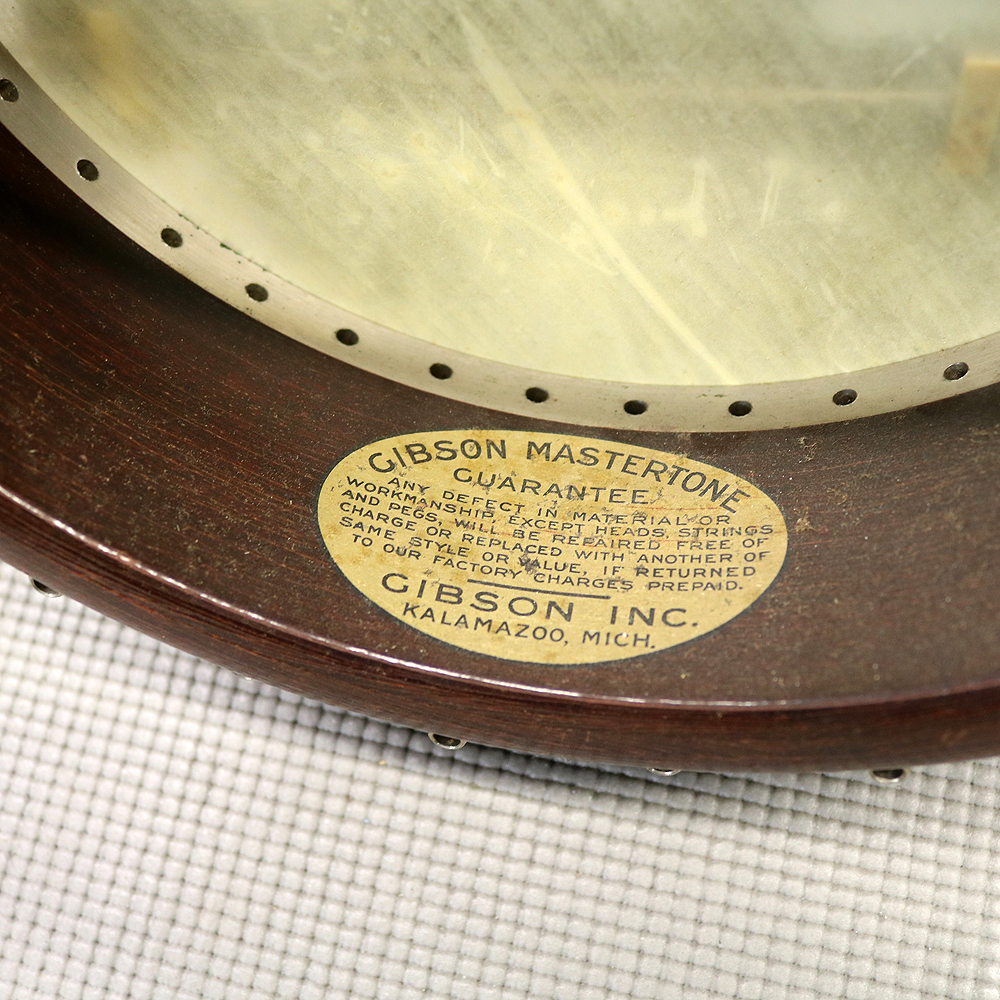 GIBSON MASTERTONE
GUARANTEE
ANY DEFECT IN MATERIAL OR
WORKMANSHIP, EXCEPT HEADS, STRINGS
AND PEGS, WILL BE REPAIRED FREE OF
CHARGE OR REPLACED WITH ANOTHER OF
SAME STYLE OR VALUE, IF RETURNED
TO OUR FACTORY CHARGES PREPAID.
GIBSON INC.
KALAMAZOO, MICH.